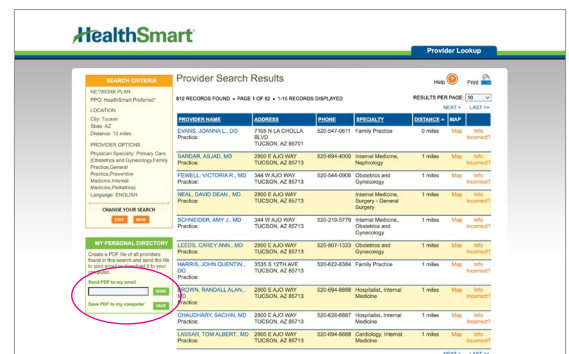 HealthSmart
Provider Lookup
SEARCH CRITERIA
NETWORK PLAN
PPO: HealthSmart Preferred*
LOCATION
City: Tucson
State: AZ
Distance: 10 miles
PROVIDER OPTIONS
Physician Specialty: Primary Care
(Obstetrics and Gynecology,Family
Practice,General
Practice,Preventive
Medicine,Internal
Medicine,Pediatrics)
Language: ENGLISH
CHANGE YOUR SEARCH
EDIT NEW
MY PERSONAL DIRECTORY
Create a PDF file of all providers
found in this search and send the file
to your email or download it to your
computer.
Send PDF to my email
SEND
Save PDF to my computer SAVE
Provider Search Results
Help Print
612 RECORDS FOUND • PAGE 1 OF 62 • 1-10 RECORDS DISPLAYED
RESULTS PER PAGE: 10
NEXT > LAST >>
PROVIDER NAME ADDRESS PHONE SPECIALTY DISTANCE MAP
EVANS, JOANNA L., DO 7105 N LA CHOLLA 520-547-0611 Family Practice 0 miles Map Info
Practice: BLVD Incorrect?
TUCSON, AZ 85701
SARDAR, ASJAD, MD 2800 E AJO WAY 520-694-4000 Internal Medicine, 1 miles Map Info
Practice: TUCSON, AZ 85713 Nephrology Incorrect?
FEWELL, VICTORIA R., MD 344 W AJO WAY 520-544-0906 Obstetrics and 1 miles Map Info
Practice: TUCSON, AZ 85713 Gynecology Incorrect?
NEAL, DAVID DEAN., MD 2800 E AJO WAY Internal Medicine, 1 miles Map Info
Practice: TUCSON, AZ 85713 Surgery - General Incorrect?
Surgery
SCHNEIDER, AMY J., MD 344 W AJO WAY 520-219-5779 Internal Medicine, 1 miles Map Info
Practice: TUCSON, AZ 85713 Obstetrics and Incorrect?
Gynecology
LEEDS, CAREY ANN., MD 2800 E AJO WAY 520-807-1333 Obstetrics and 1 miles Map Info
Practice: TUCSON, AZ 85713 Gynecology Incorrect?
HARRIS, JOHN QUENTIN., 3535 S 12TH AVE 520-622-8384 Family Practice 1 miles Map Info
DO TUCSON, AZ 85713 Incorrect?
Practice:
BROWN, RANDALL ALAN., 2800 E AJO WAY 520-694-8888 Hospitalist, Internal 1 miles Map Info
MD TUCSON, AZ 85713 Medicine Incorrect?
Practice:
CHAUDHARY, SACHIN, MD 2800 E AJO WAY 520-626-6887 Hospitalist, Internal 1 miles Map Info
Practice: TUCSON, AZ 85713 Medicine Incorrect?
LASSAR, TOM ALBERT., MD 2800 E AJO WAY 520-694-8888 Cardiology, Internal 1 miles Map Info
Practice: TUCSON, AZ 85713 Medicine Incorrect?
NEXT > LAST >>